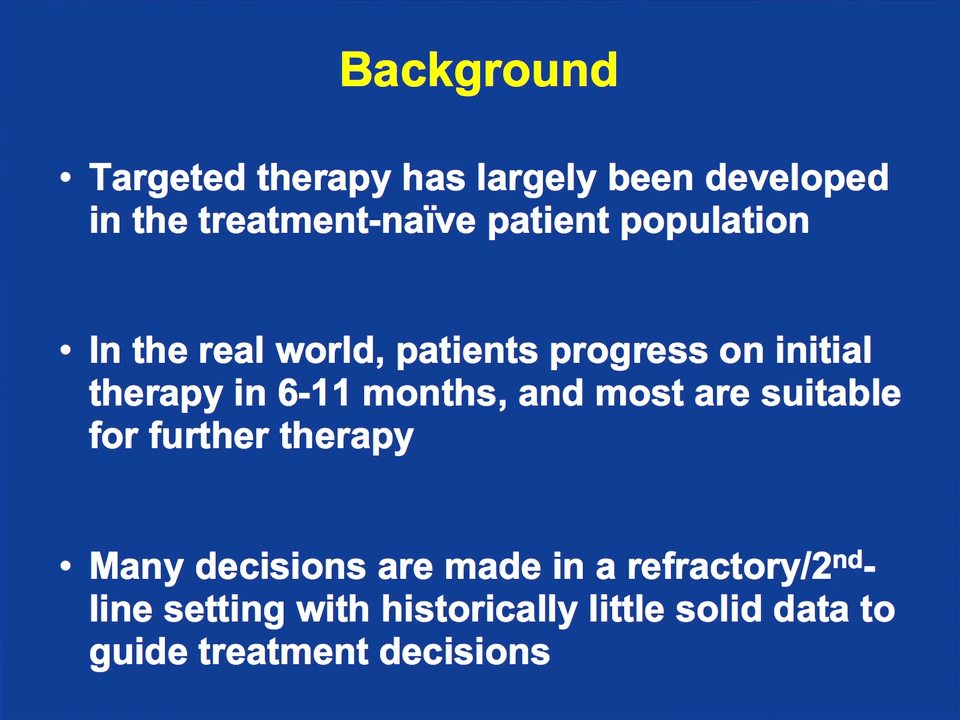 Background
• Targeted therapy has largely been developed
in the treatment-naïve patient population
• In the real world, patients progress on initial
therapy in 6-11 months, and most are suitable
for further therapy
• Many decisions are made in a refractory/2nd-
line setting with historically little solid data to
guide treatment decisions